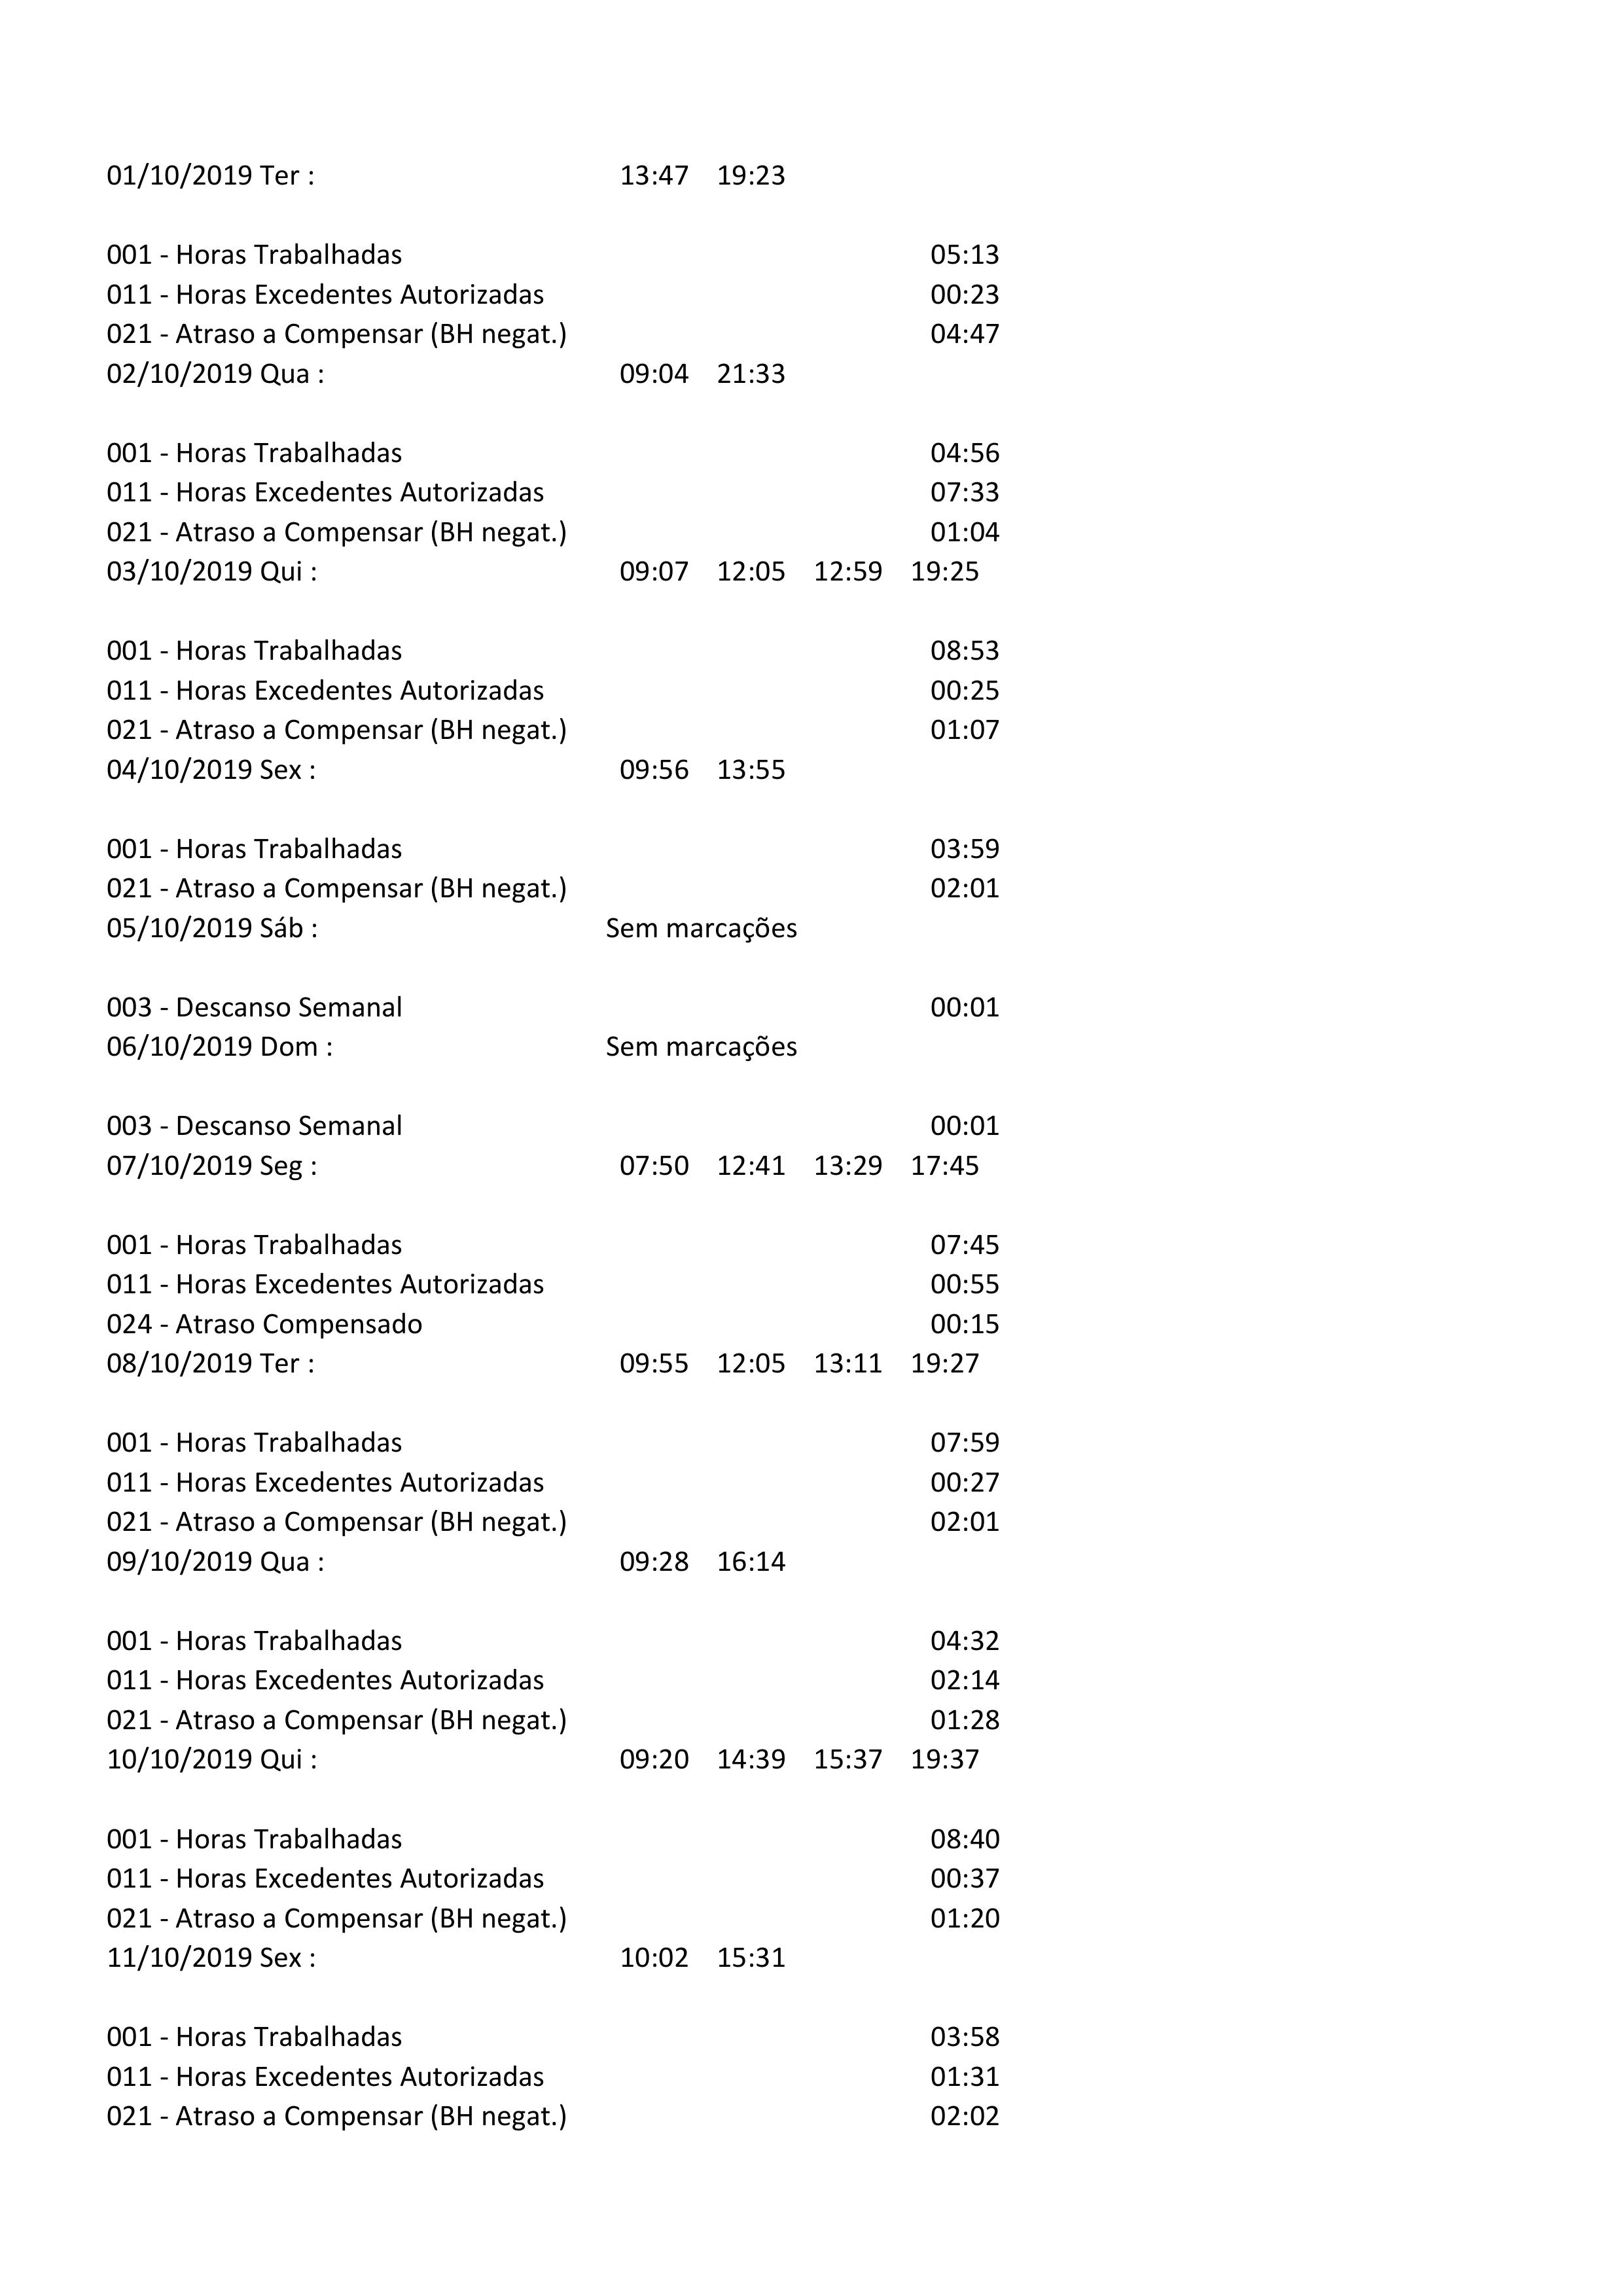 01/10/2019 Ter : 13:47 19:23
001 - Horas Trabalhadas 05:13
011 - Horas Excedentes Autorizadas 00:23
021 - Atraso a Compensar (BH negat.) 04:47
02/10/2019 Qua : 09:04 21:33
001 - Horas Trabalhadas 04:56
011 - Horas Excedentes Autorizadas 07:33
021 - Atraso a Compensar (BH negat.) 01:04
03/10/2019 Qui : 09:07 12:05 12:59 19:25
001 - Horas Trabalhadas 08:53
011 - Horas Excedentes Autorizadas 00:25
021 - Atraso a Compensar (BH negat.) 01:07
04/10/2019 Sex : 09:56 13:55
001 - Horas Trabalhadas 03:59
021 - Atraso a Compensar (BH negat.) 02:01
05/10/2019 Sáb : Sem marcações
003 - Descanso Semanal 00:01
06/10/2019 Dom : Sem marcações
003 - Descanso Semanal 00:01
07/10/2019 Seg : 07:50 12:41 13:29 17:45
001 - Horas Trabalhadas 07:45
011 - Horas Excedentes Autorizadas 00:55
024 - Atraso Compensado 00:15
08/10/2019 Ter : 09:55 12:05 13:11 19:27
001 - Horas Trabalhadas 07:59
011 - Horas Excedentes Autorizadas 00:27
021 - Atraso a Compensar (BH negat.) 02:01
09/10/2019 Qua : 09:28 16:14
001 - Horas Trabalhadas 04:32
011 - Horas Excedentes Autorizadas 02:14
021 - Atraso a Compensar (BH negat.) 01:28
10/10/2019 Qui : 09:20 14:39 15:37 19:37
001 - Horas Trabalhadas 08:40
011 - Horas Excedentes Autorizadas 00:37
021 - Atraso a Compensar (BH negat.) 01:20
11/10/2019 Sex : 10:02 15:31
001 - Horas Trabalhadas 03:58
011 - Horas Excedentes Autorizadas 01:31
021 - Atraso a Compensar (BH negat.) 02:02